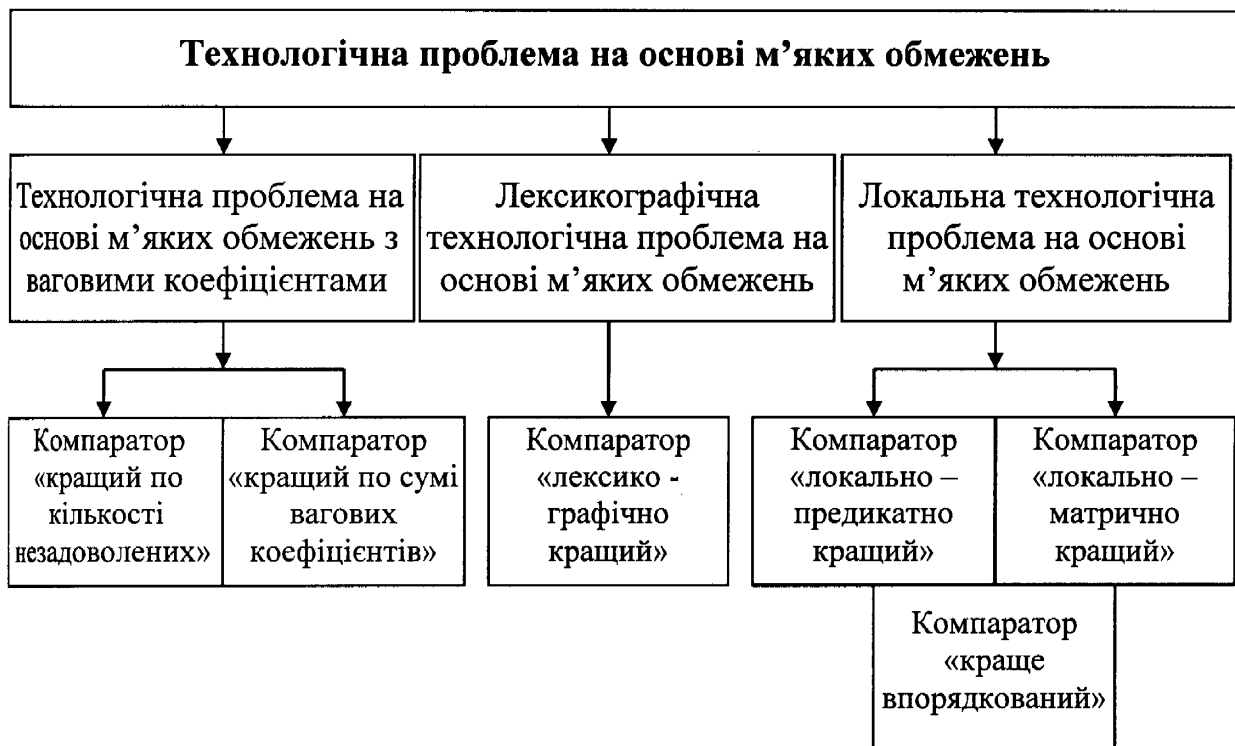 Технологічна проблема на основі м’яких обмежень
Технологічна проблема на
основі м’яких обмежень з
ваговими коефіцієнтами
Лексикографічна
технологічна проблема на
основі м’яких обмежень
Локальна технологічна
проблема на основі
м’яких обмежень
Компаратор
«кращий по
кількості
незадоволених»
Компаратор
«кращий по сумі
вагових
коефіцієнтів»
Компаратор
«лексико -
графічно
кращий»
Компаратор
«локально –
предикатно
кращий»
Компаратор
«локально –
матрично
кращий»
Компаратор
«краще
впорядкований»